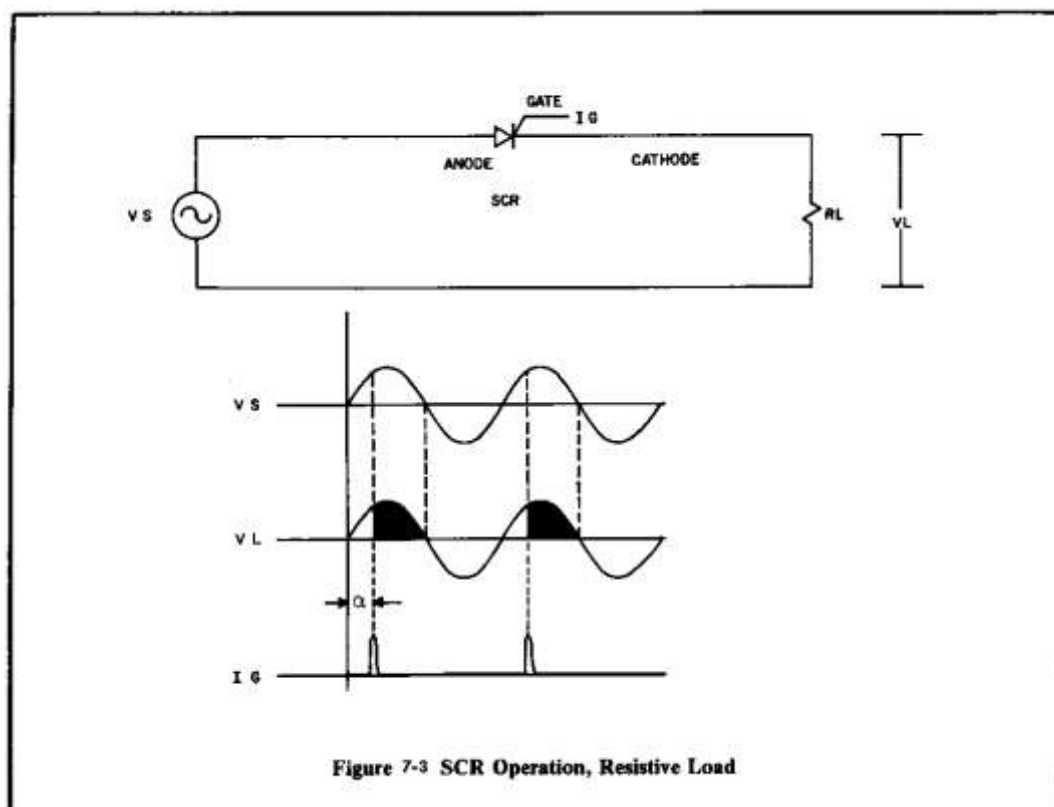 GATE
I G
ANODE
CATHODE
SCR
V S
RL
VL
V S
V L
α
I G
Figure 7-3 SCR Operation, Resistive Load